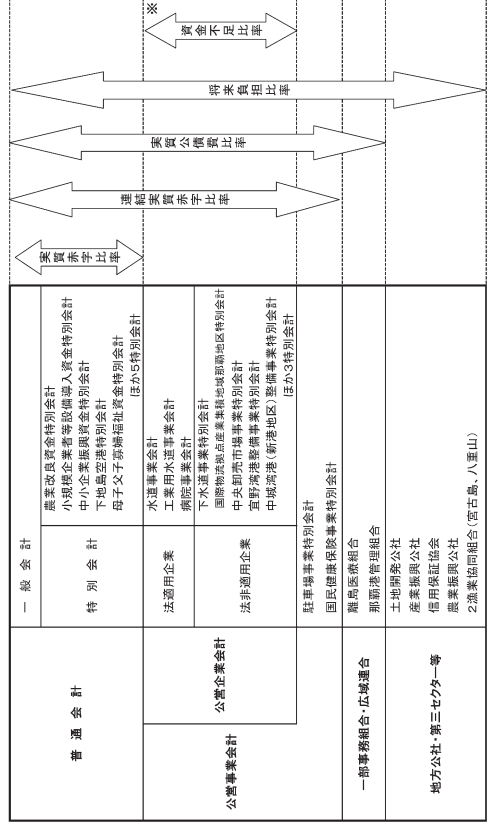 普通会計
一般会計
特別会計
農業改良資金特別会計
小規模企業者等設備導入資金特別会計
中小企業振興資金特別会計
下地島空港特別会計
母子父子寡婦福祉資金特別会計
ほか5特別会計
公営事業会計
公営企業会計
法適用企業
水道事業会計
工業用水道事業会計
病院事業会計
法非適用企業
下水道事業特別会計
国際物流拠点産業集積地域那覇地区特別会計
中央卸売市場事業特別会計
宜野湾港整備事業特別会計
中城湾港(新港地区)整備事業特別会計
ほか3特別会計
駐車場事業特別会計
国民健康保険事業特別会計
一部事務組合・広域連合
離島医療組合
那覇港管理組合
地方公社・第三セクター等
土地開発公社
産業振興公社
信用保証協会
農業振興公社
2漁業協同組合(宮古島、八重山)
実質赤字比率
連結実質赤字比率
実質公債費比率
将来負担比率
資金不足比率
※